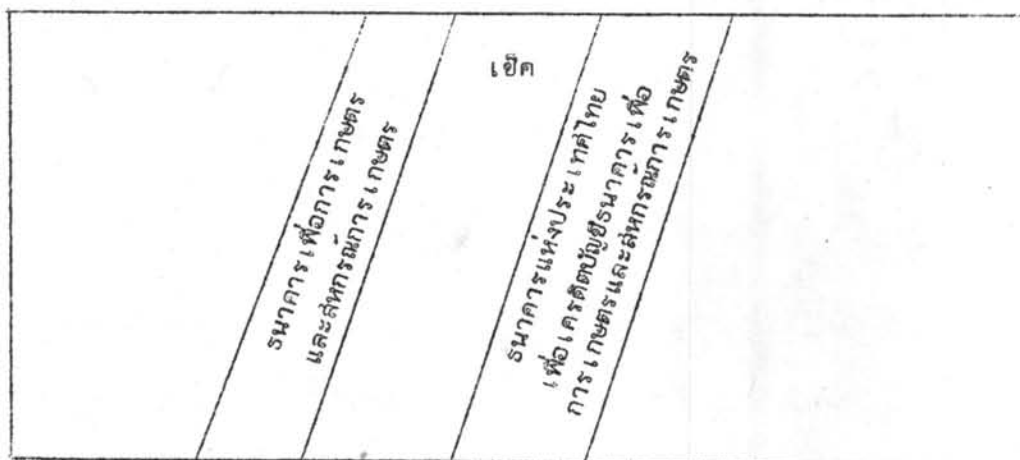 เช็ค
ธนาคารเพื่อการเกษตร
และสหกรณ์การเกษตร
ธนาคารแห่งประเทศไทย
เพื่อเครดิตบัญชีธนาคารเพื่อ
การเกษตรและสหกรณ์การเกษตร